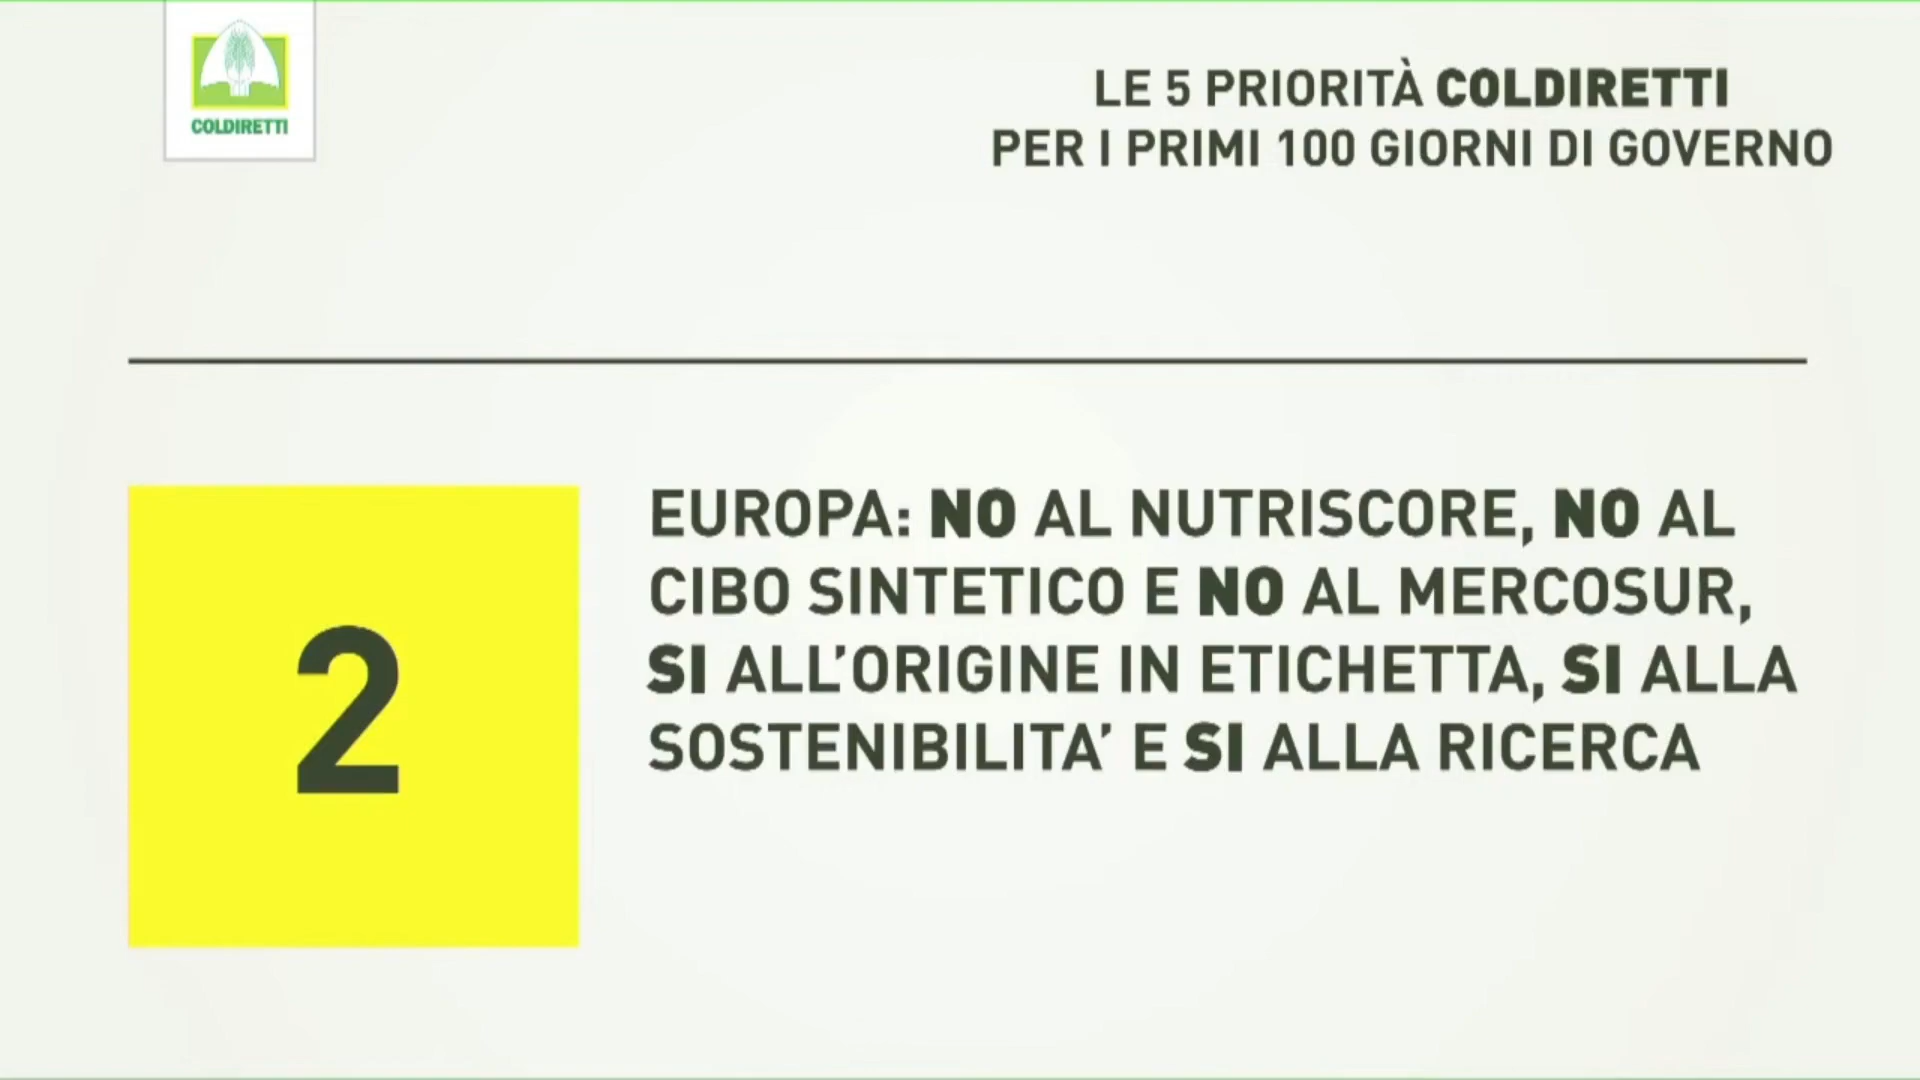 COLDIRETTI
LE 5 PRIORITÀ COLDIRETTI
PER I PRIMI 100 GIORNI DI GOVERNO
2
EUROPA: NO AL NUTRISCORE, NO AL
CIBO SINTETICO E NO AL MERCOSUR,
SI ALL'ORIGINE IN ETICHETTA, SI ALLA
SOSTENIBILITA' E SI ALLA RICERCA